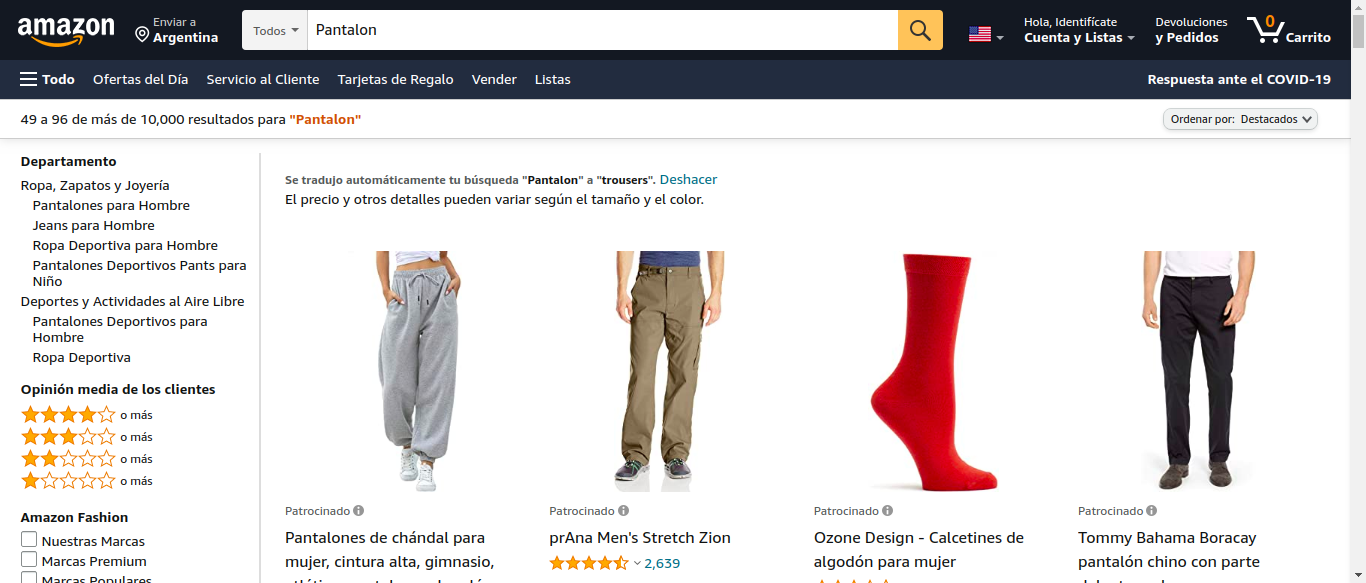 amazon
Enviar a
Argentina
Todos
Pantalon
Hola, Identifícate
Cuenta y Listas
Devoluciones
y Pedidos
0
Carrito
Todo
Ofertas del Día
Servicio al Cliente
Tarjetas de Regalo
Vender
Listas
Respuesta ante el COVID-19
49 a 96 de más de 10,000 resultados para "Pantalon"
Ordenar por: Destacados
Departamento
Ropa, Zapatos y Joyería
Pantalones para Hombre
Jeans para Hombre
Ropa Deportiva para Hombre
Pantalones Deportivos Pants para
Niño
Deportes y Actividades al Aire Libre
Pantalones Deportivos para
Hombre
Ropa Deportiva
Opinión media de los clientes
o más
o más
o más
o más
Amazon Fashion
Nuestras Marcas
Marcas Premium
Marcas Populares
Se tradujo automáticamente tu búsqueda "Pantalon" a "trousers". Deshacer
El precio y otros detalles pueden variar según el tamaño y el color.
Patrocinado
Pantalones de chándal para
mujer, cintura alta, gimnasio,
Patrocinado
prAna Men's Stretch Zion
2,639
Patrocinado
Ozone Design - Calcetines de
algodón para mujer
Patrocinado
Tommy Bahama Boracay
pantalón chino con parte